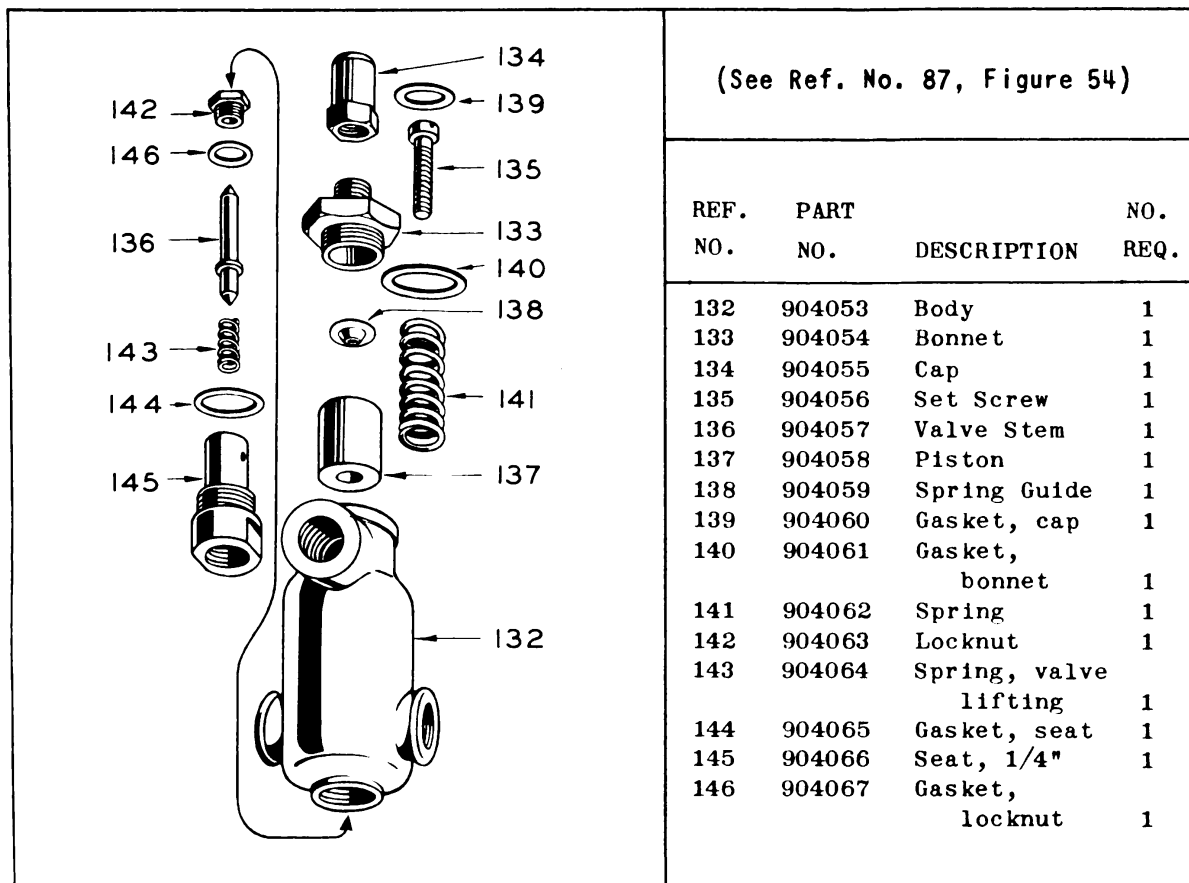 134
139
142
146
135
136
133
140
138
143
144
141
145
137
132
(See Ref. No. 87, Figure 54)
REF. PART NO.
NO. NO. DESCRIPTION REQ.
132 904053 Body 1
133 904054 Bonnet 1
134 904055 Cap 1
135 904056 Set Screw 1
136 904057 Valve Stem 1
137 904058 Piston 1
138 904059 Spring Guide 1
139 904060 Gasket, cap 1
140 904061 Gasket,
bonnet 1
141 904062 Spring 1
142 904063 Locknut 1
143 904064 Spring, valve
lifting 1
144 904065 Gasket, seat 1
145 904066 Seat, 1/4" 1
146 904067 Gasket,
locknut 1